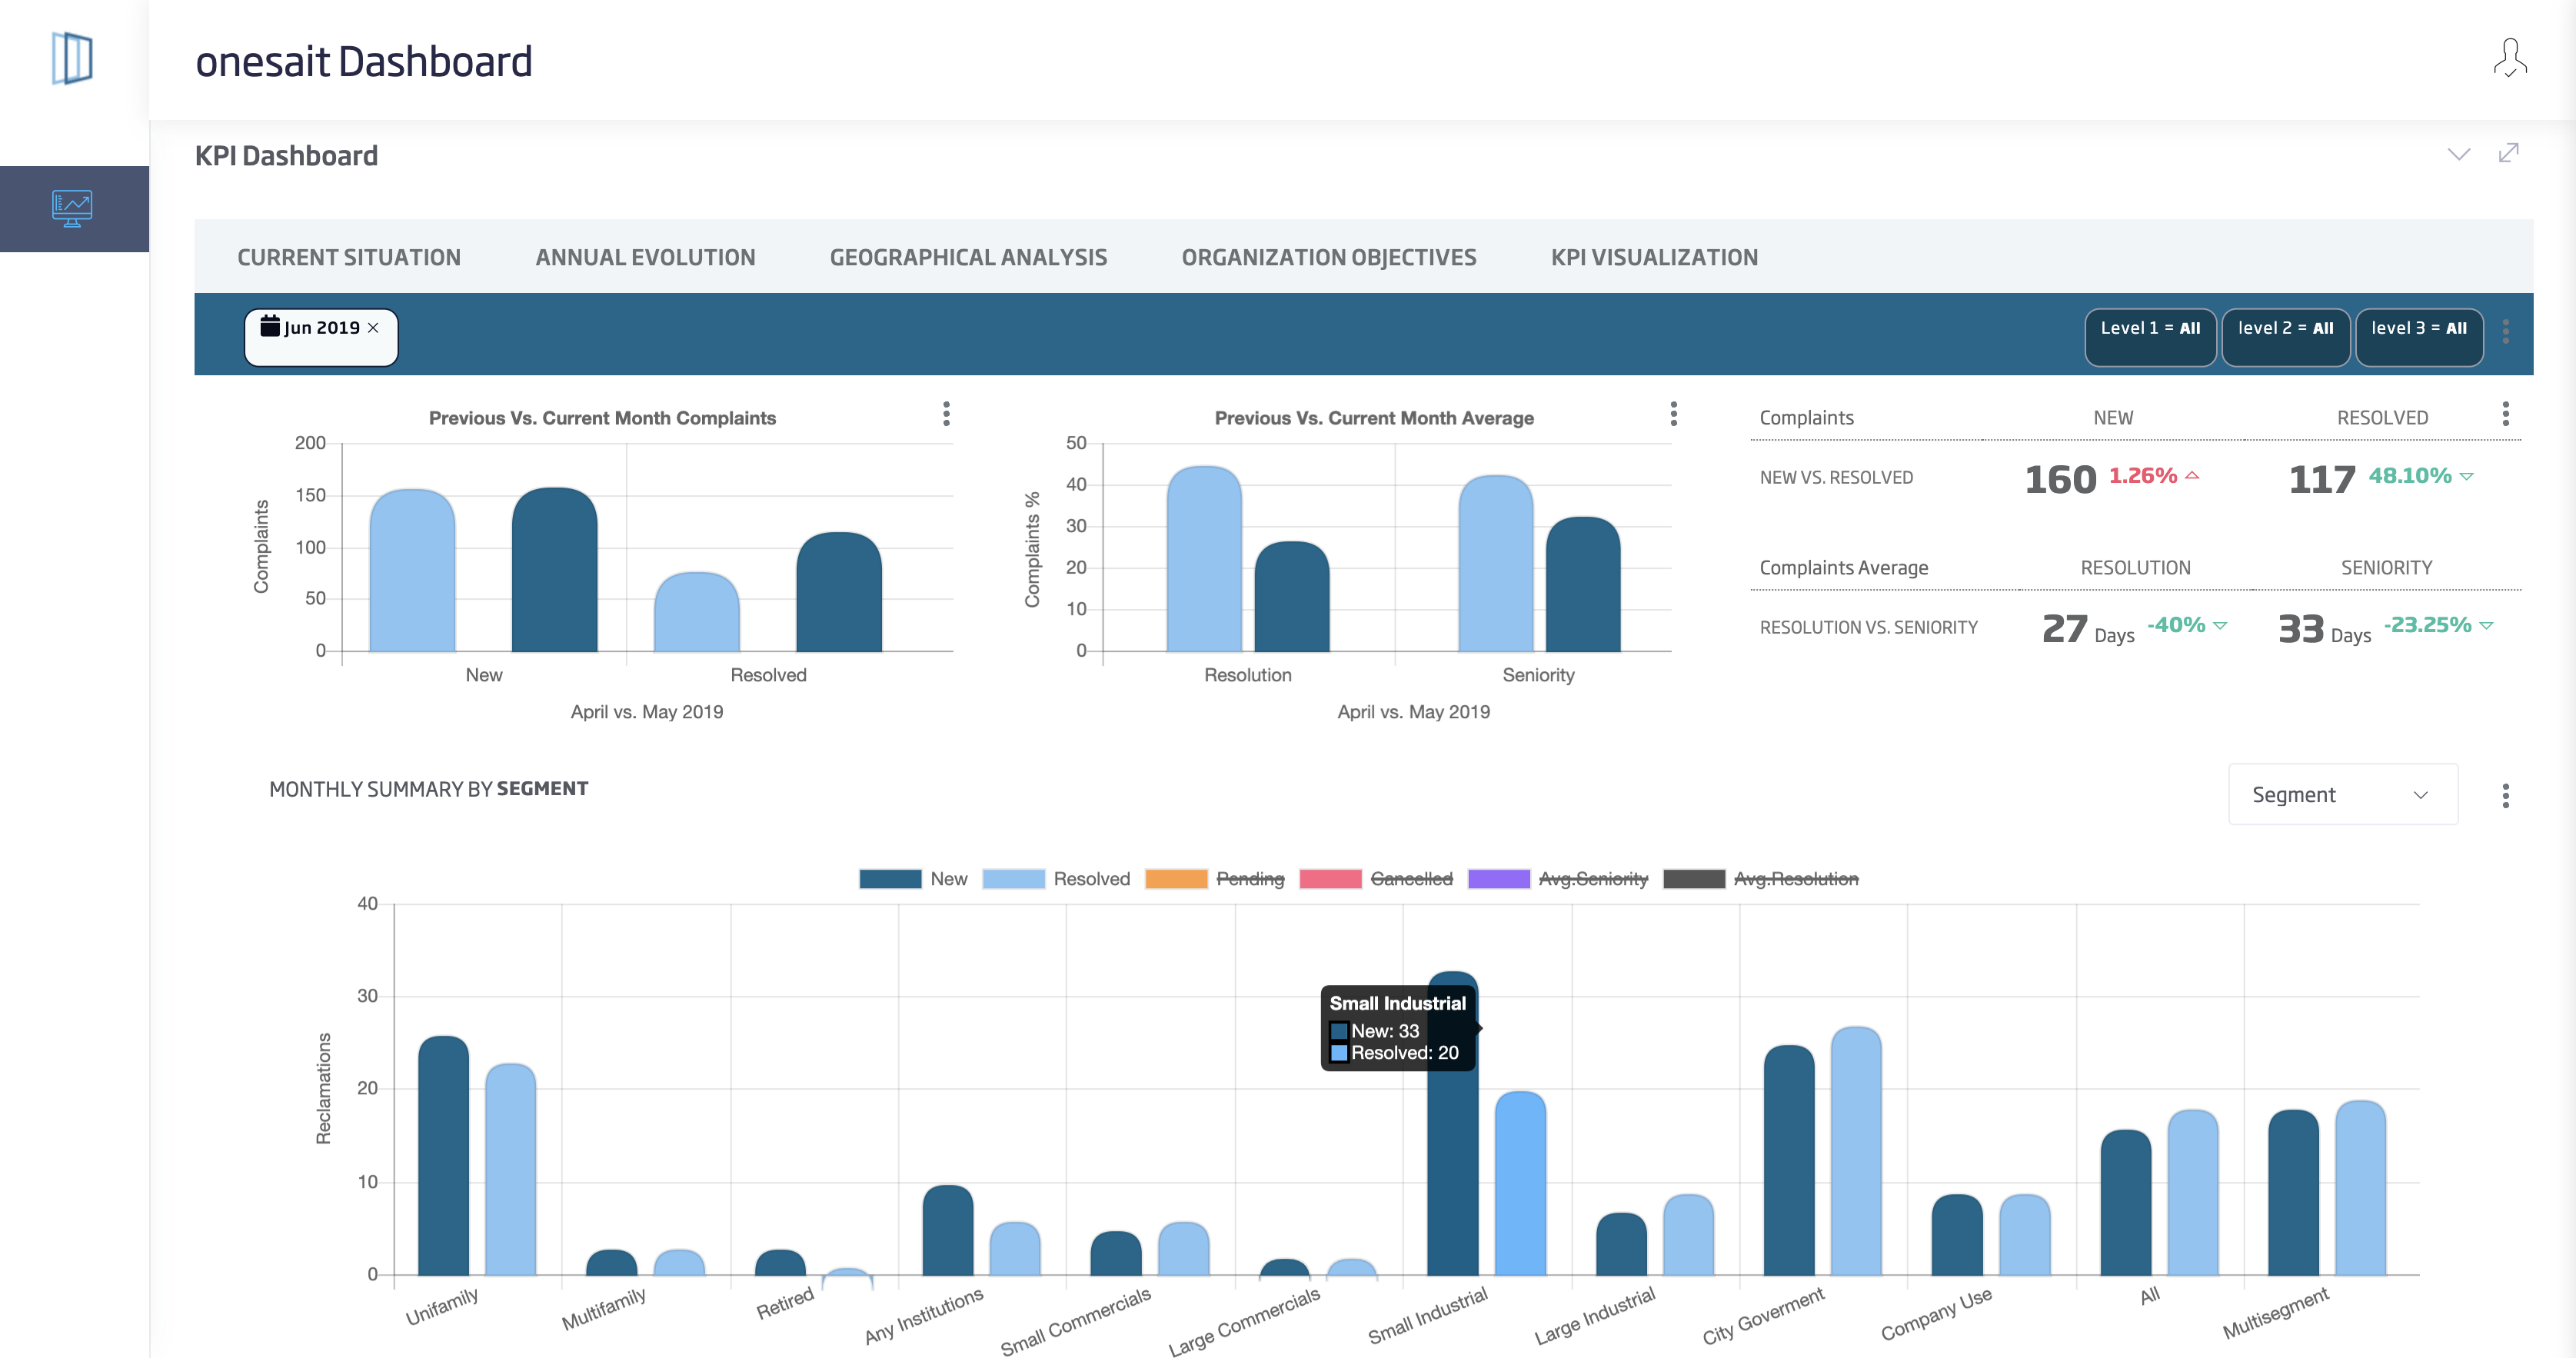 onesait Dashboard
KPI Dashboard
CURRENT SITUATION ANNUAL EVOLUTION GEOGRAPHICAL ANALYSIS ORGANIZATION OBJECTIVES KPI VISUALIZATION
Jun 2019 × Level 1 = All level 2 = All level 3 = All
Previous Vs. Current Month Complaints
200
150
100
50
0
Complaints
New Resolved
April vs. May 2019
Previous Vs. Current Month Average
50
40
30
20
10
0
Complaints %
Resolution Seniority
April vs. May 2019
Complaints NEW RESOLVED
NEW VS. RESOLVED 160 1.26% 117 48.10%
Complaints Average RESOLUTION SENIORITY
RESOLUTION VS. SENIORITY 27 Days -40% 33 Days -23.25%
MONTHLY SUMMARY BY SEGMENT
Segment
New Resolved Pending Cancelled Avg.Seniority Avg.Resolution
40
30
20
10
0
Reclamations
Small Industrial
New: 33
Resolved: 20
Unifamily Multifamily Retired Any Institutions Small Commercials Large Commercials Small Industrial Large Industrial City Goverment Company Use All Multisegment